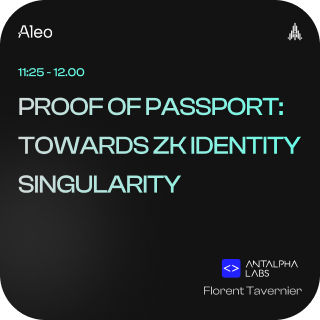 Aleo
11:25 - 12.00
PROOF OF PASSPORT:
TOWARDS ZK IDENTITY
SINGULARITY
<> ANTALPHA
LABS
Florent Tavernier